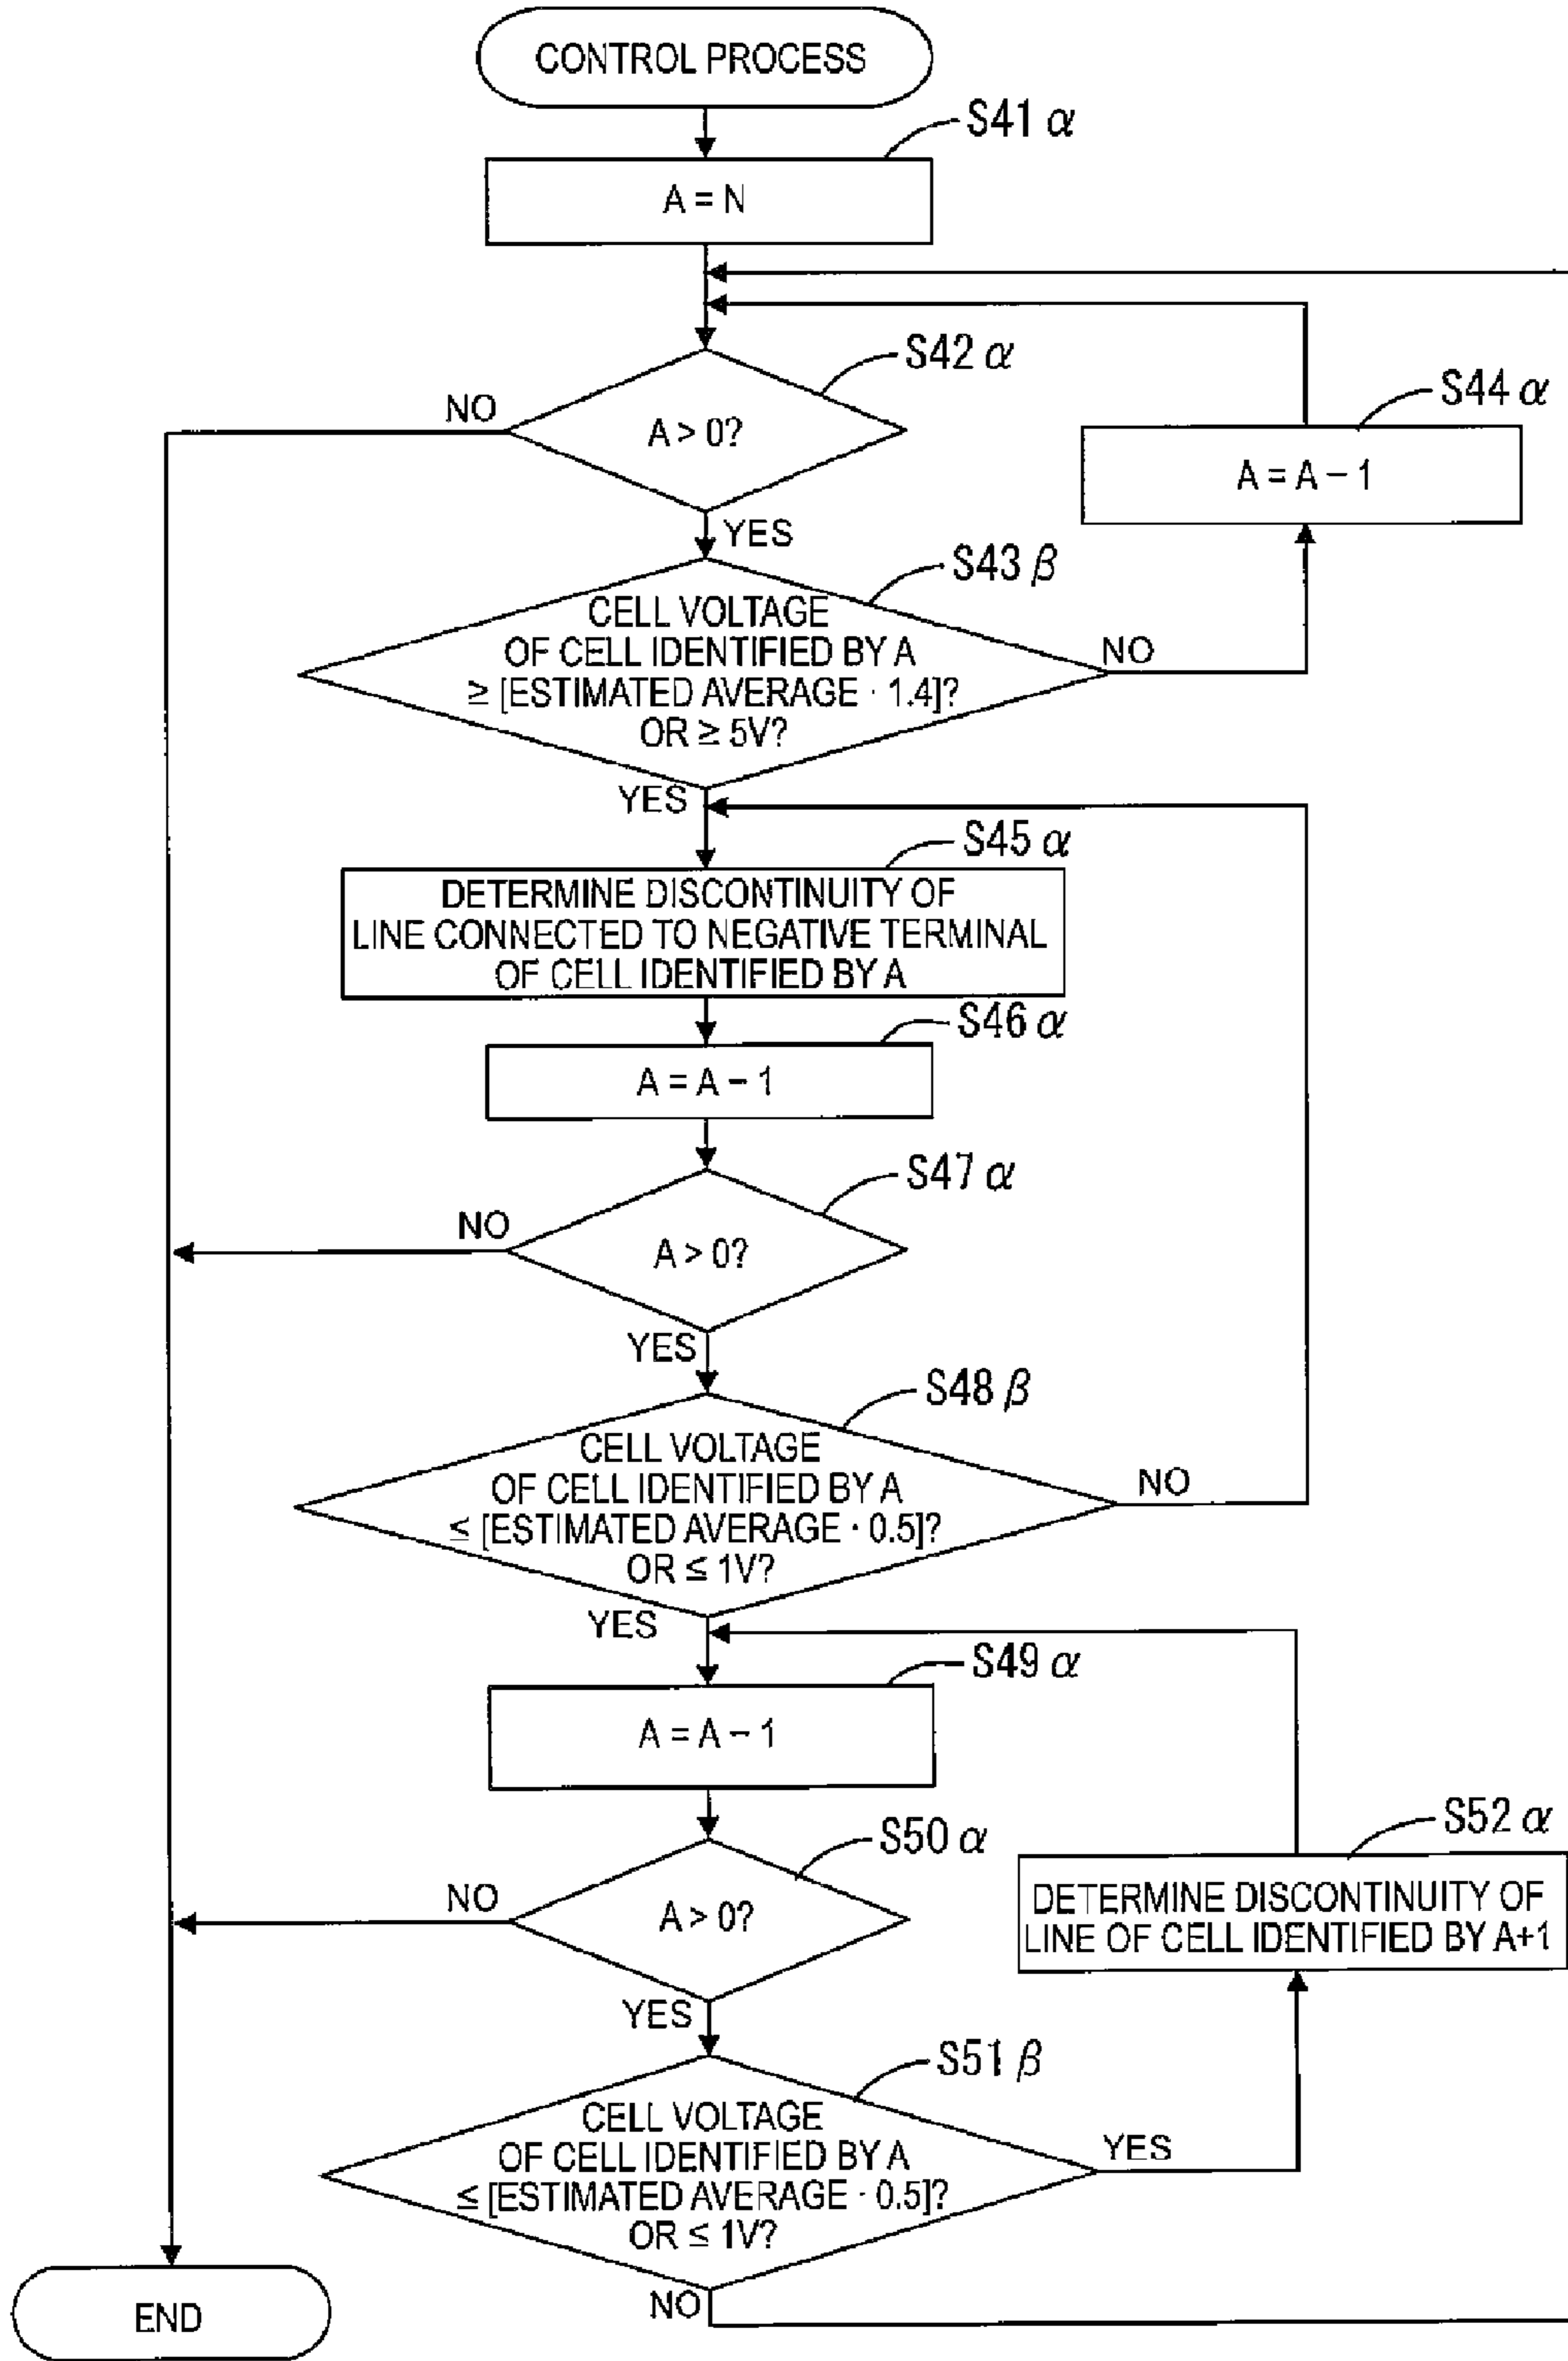 CONTROL PROCESS
S41 α
A = N
S42 α
NO
A > 0?
S44 α
A = A − 1
YES
S43 β
CELL VOLTAGE
OF CELL IDENTIFIED BY A
≥ [ESTIMATED AVERAGE · 1.4]?
OR ≥ 5V?
NO
YES
S45 α
DETERMINE DISCONTINUITY OF
LINE CONNECTED TO NEGATIVE TERMINAL
OF CELL IDENTIFIED BY A
S46 α
A = A − 1
S47 α
NO
A > 0?
YES
S48 β
CELL VOLTAGE
OF CELL IDENTIFIED BY A
≤ [ESTIMATED AVERAGE · 0.5]?
OR ≤ 1V?
NO
YES
S49 α
A = A − 1
S50 α
NO
A > 0?
S52 α
DETERMINE DISCONTINUITY OF
LINE OF CELL IDENTIFIED BY A+1
YES
S51 β
CELL VOLTAGE
OF CELL IDENTIFIED BY A
≤ [ESTIMATED AVERAGE · 0.5]?
OR ≤ 1V?
YES
NO
END